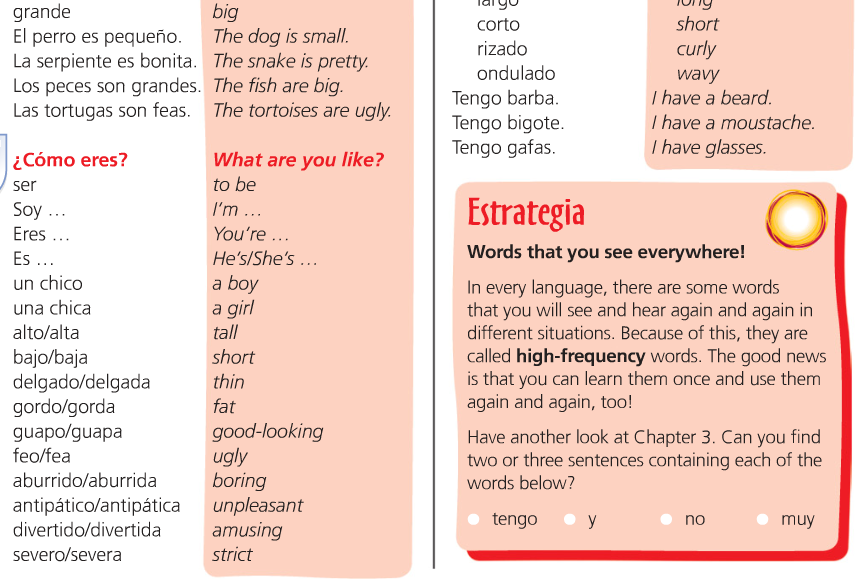 grande big
El perro es pequeño. The dog is small.
La serpiente es bonita. The snake is pretty.
Los peces son grandes. The fish are big.
Las tortugas son feas. The tortoises are ugly.
¿Cómo eres? What are you like?
ser to be
Soy … I'm …
Eres … You're …
Es … He's/She's …
un chico a boy
una chica a girl
alto/alta tall
bajo/baja short
delgado/delgada thin
gordo/gorda fat
guapo/guapa good-looking
feo/fea ugly
aburrido/aburrida boring
antipático/antipática unpleasant
divertido/divertida amusing
severo/severa strict
largo long
corto short
rizado curly
ondulado wavy
Tengo barba. I have a beard.
Tengo bigote. I have a moustache.
Tengo gafas. I have glasses.
Estrategia
Words that you see everywhere!
In every language, there are some words
that you will see and hear again and again in
different situations. Because of this, they are
called high-frequency words. The good news
is that you can learn them once and use them
again and again, too!
Have another look at Chapter 3. Can you find
two or three sentences containing each of the
words below?
tengo y no muy